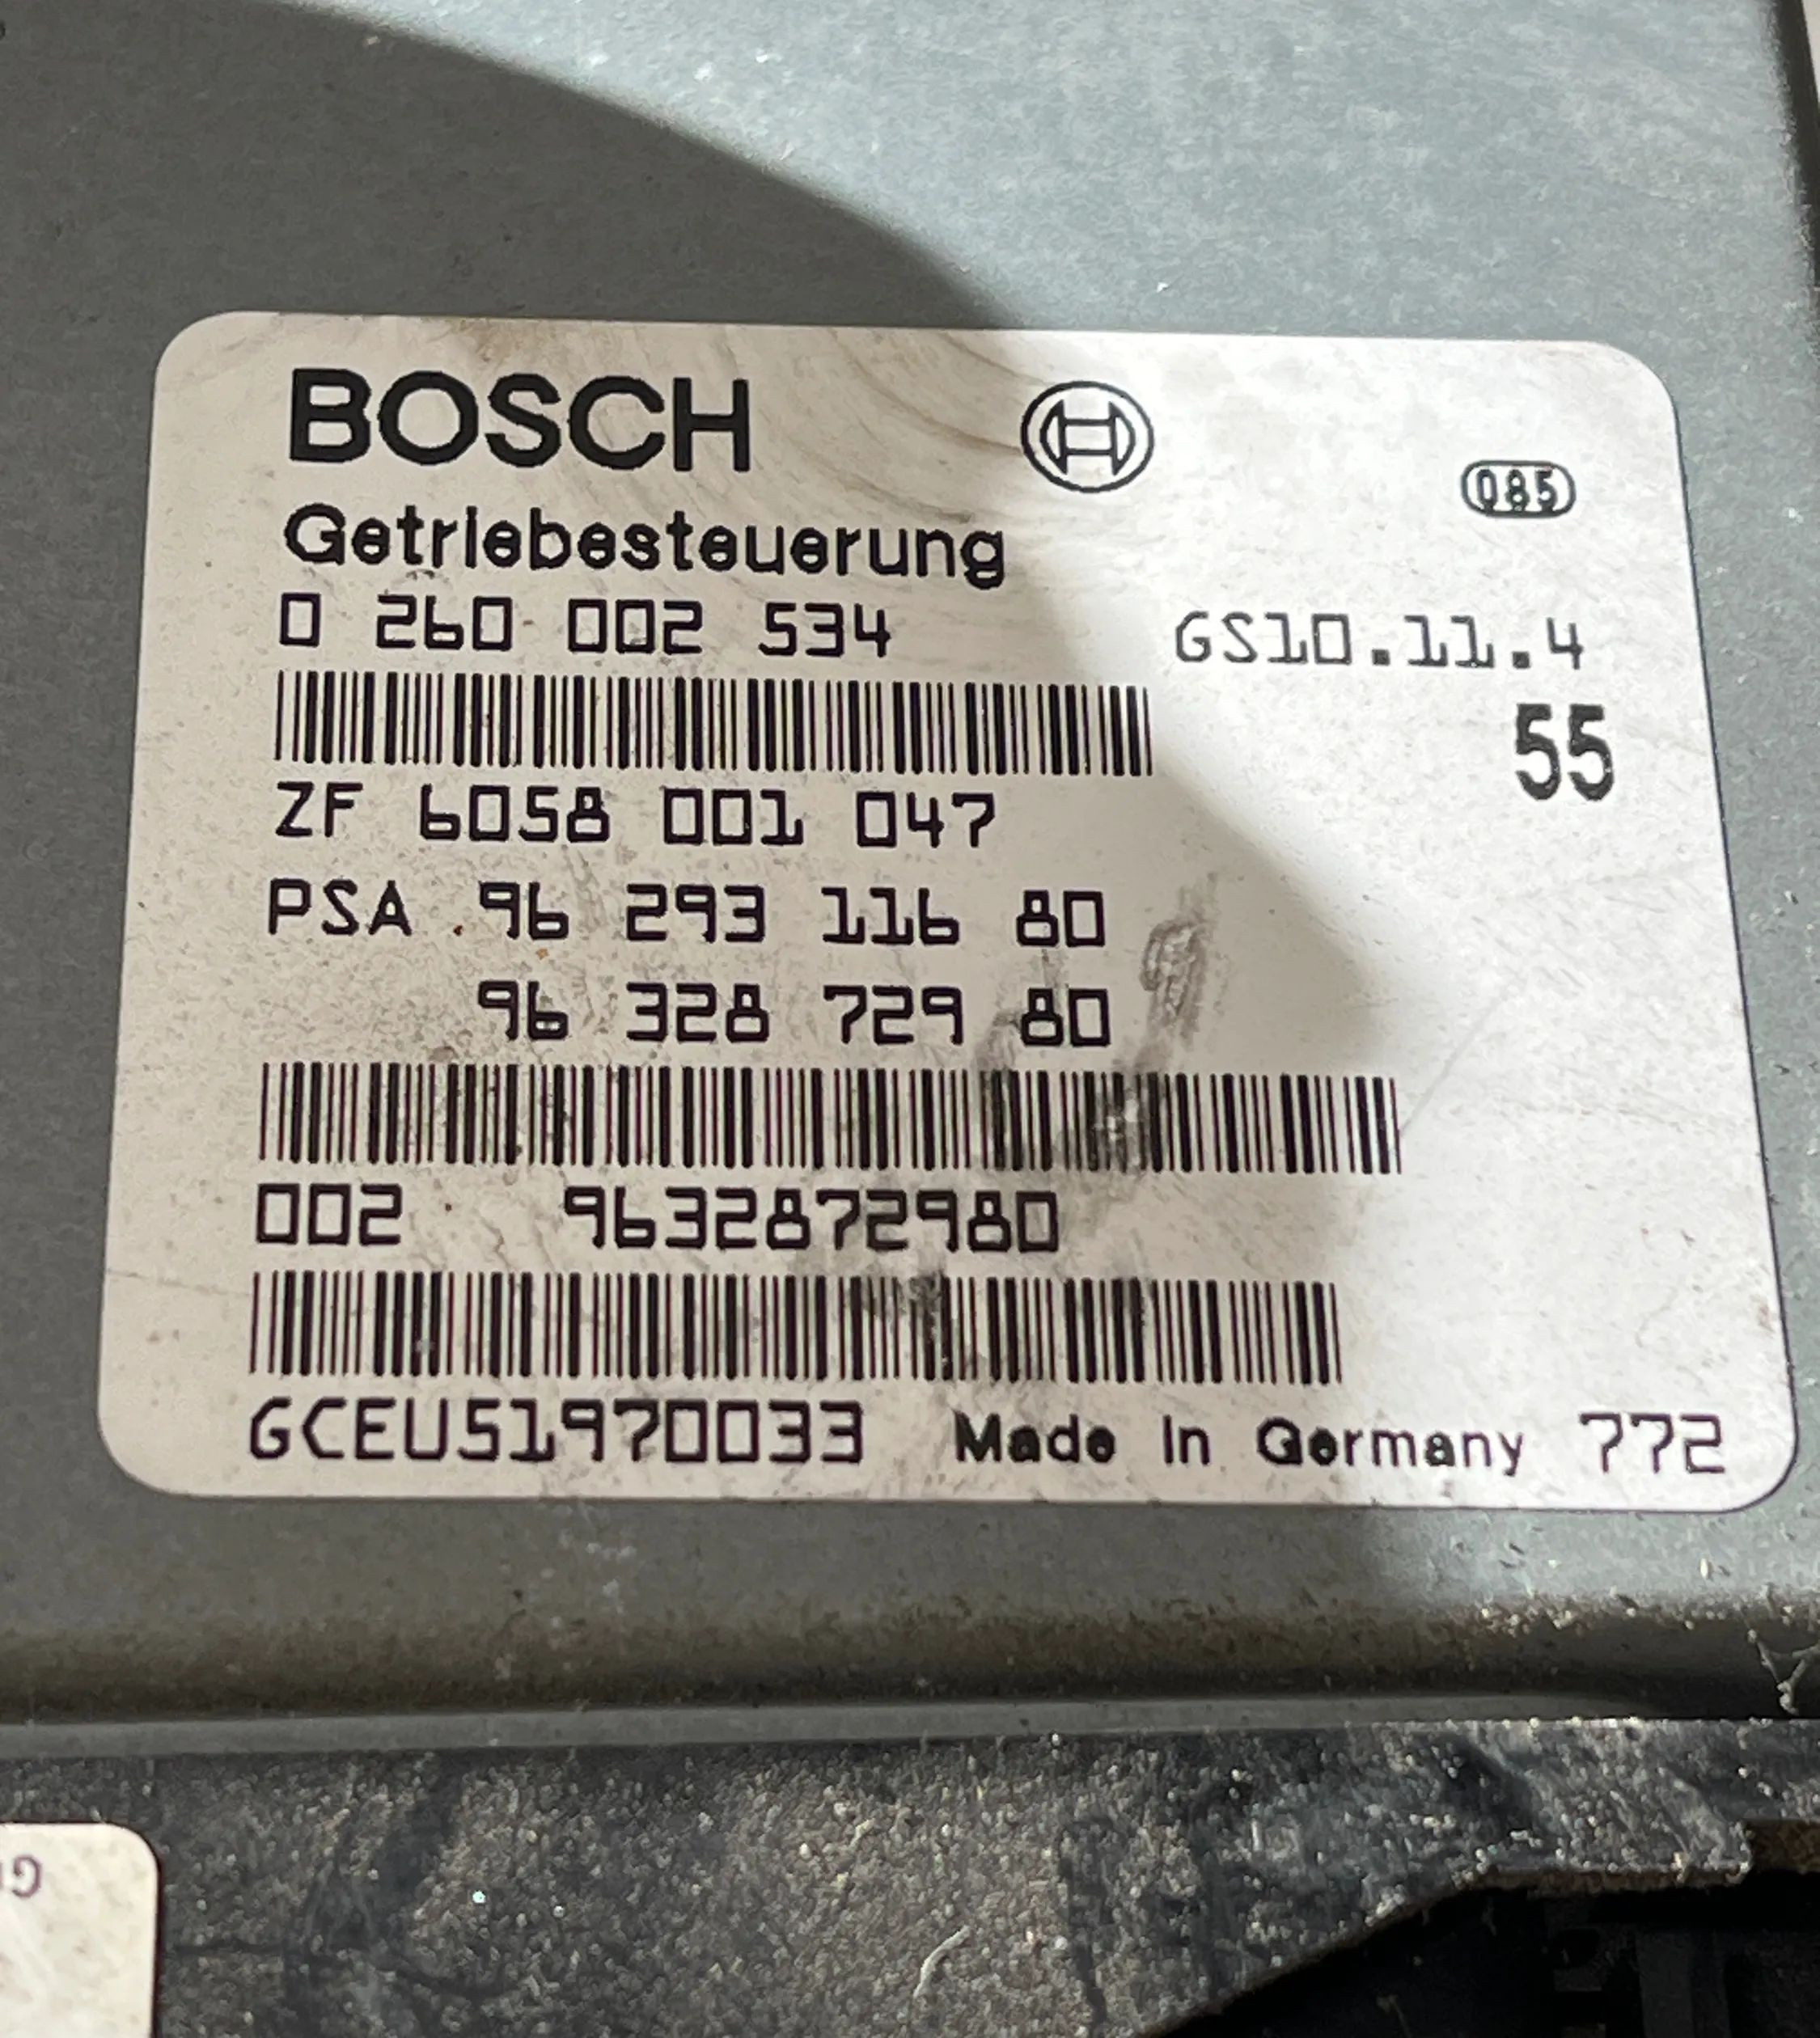 BOSCH
085
Getriebesteuerung
0 260 002 534 GS10.11.4
55
ZF 6058 001 047
PSA 96 293 116 80
96 328 729 80
002 9632872980
GCEU51970033 Made In Germany 772